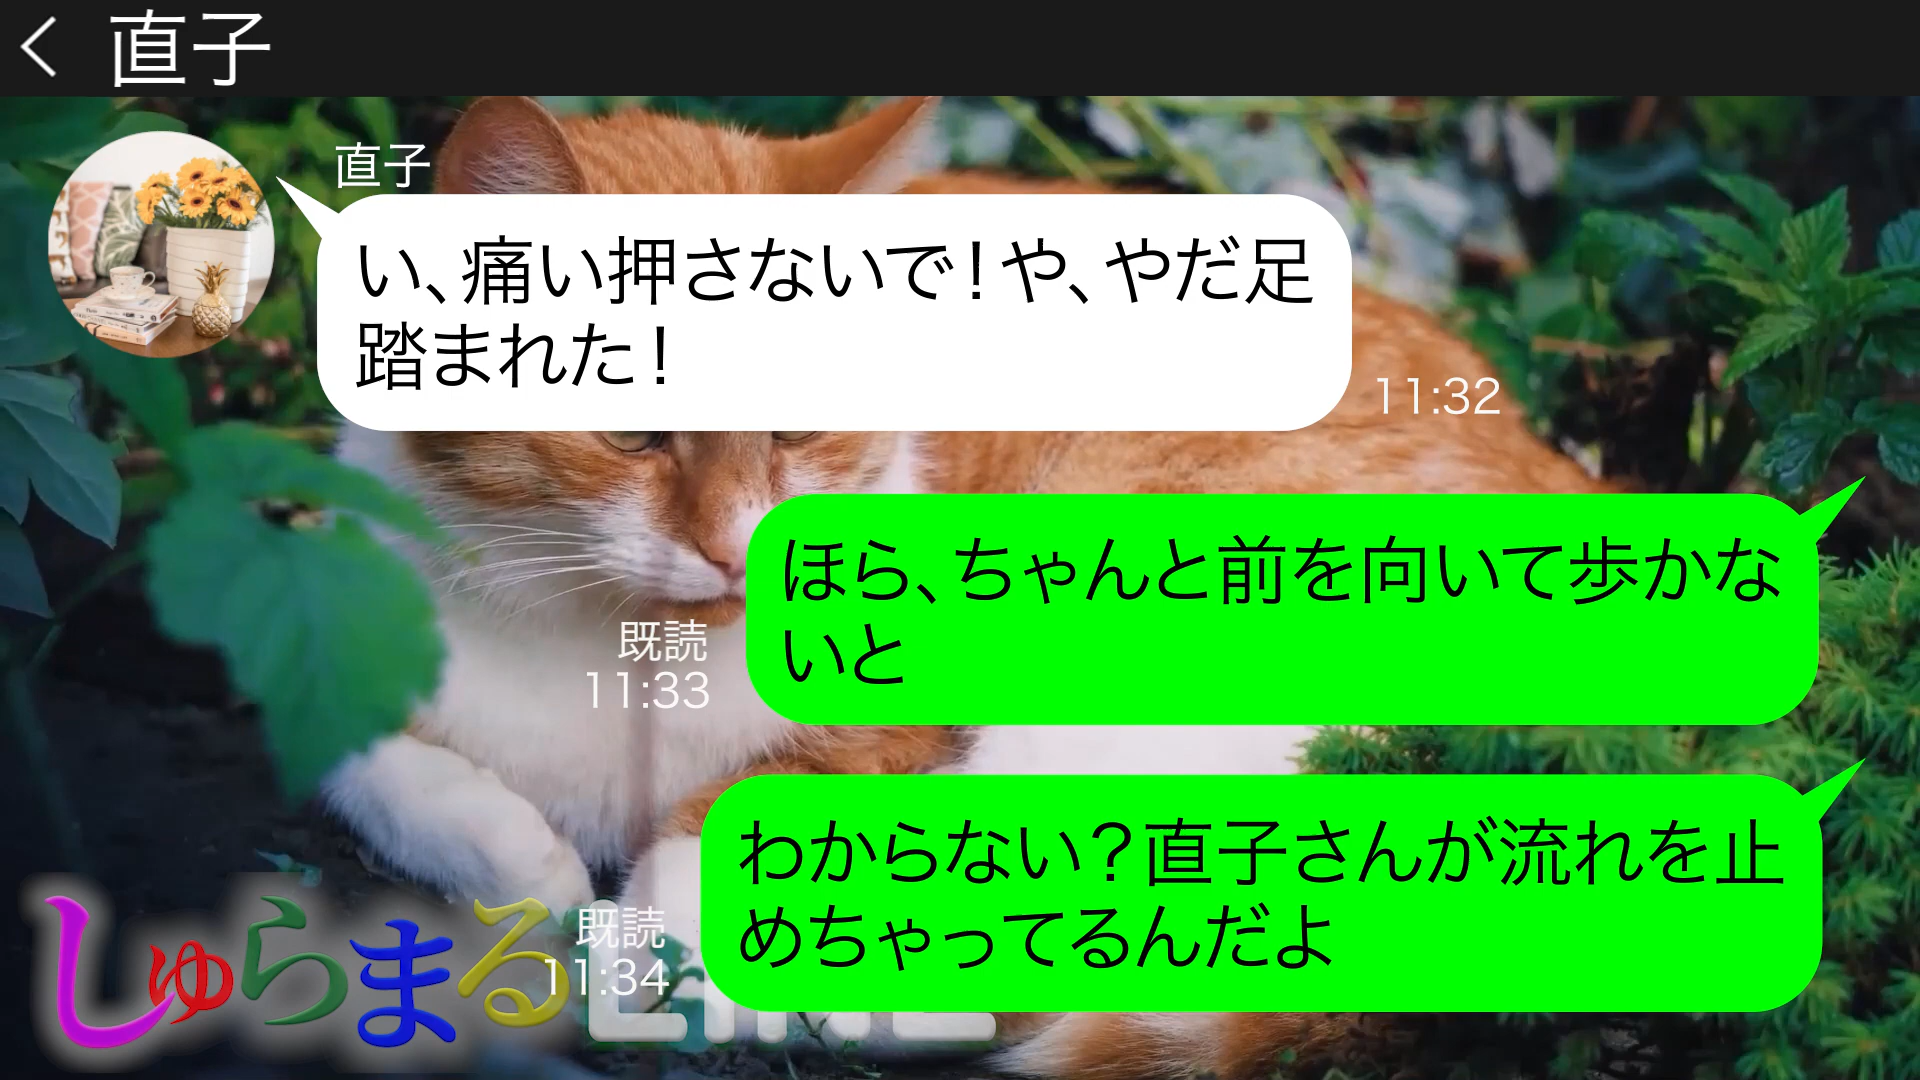 直子
直子
い、痛い押さないで！や、やだ足
踏まれた！
11:32
ほら、ちゃんと前を向いて歩かな
いと
既読
11:33
わからない？直子さんが流れを止
めちゃってるんだよ
既読
11:34
しゅらまる
LINE